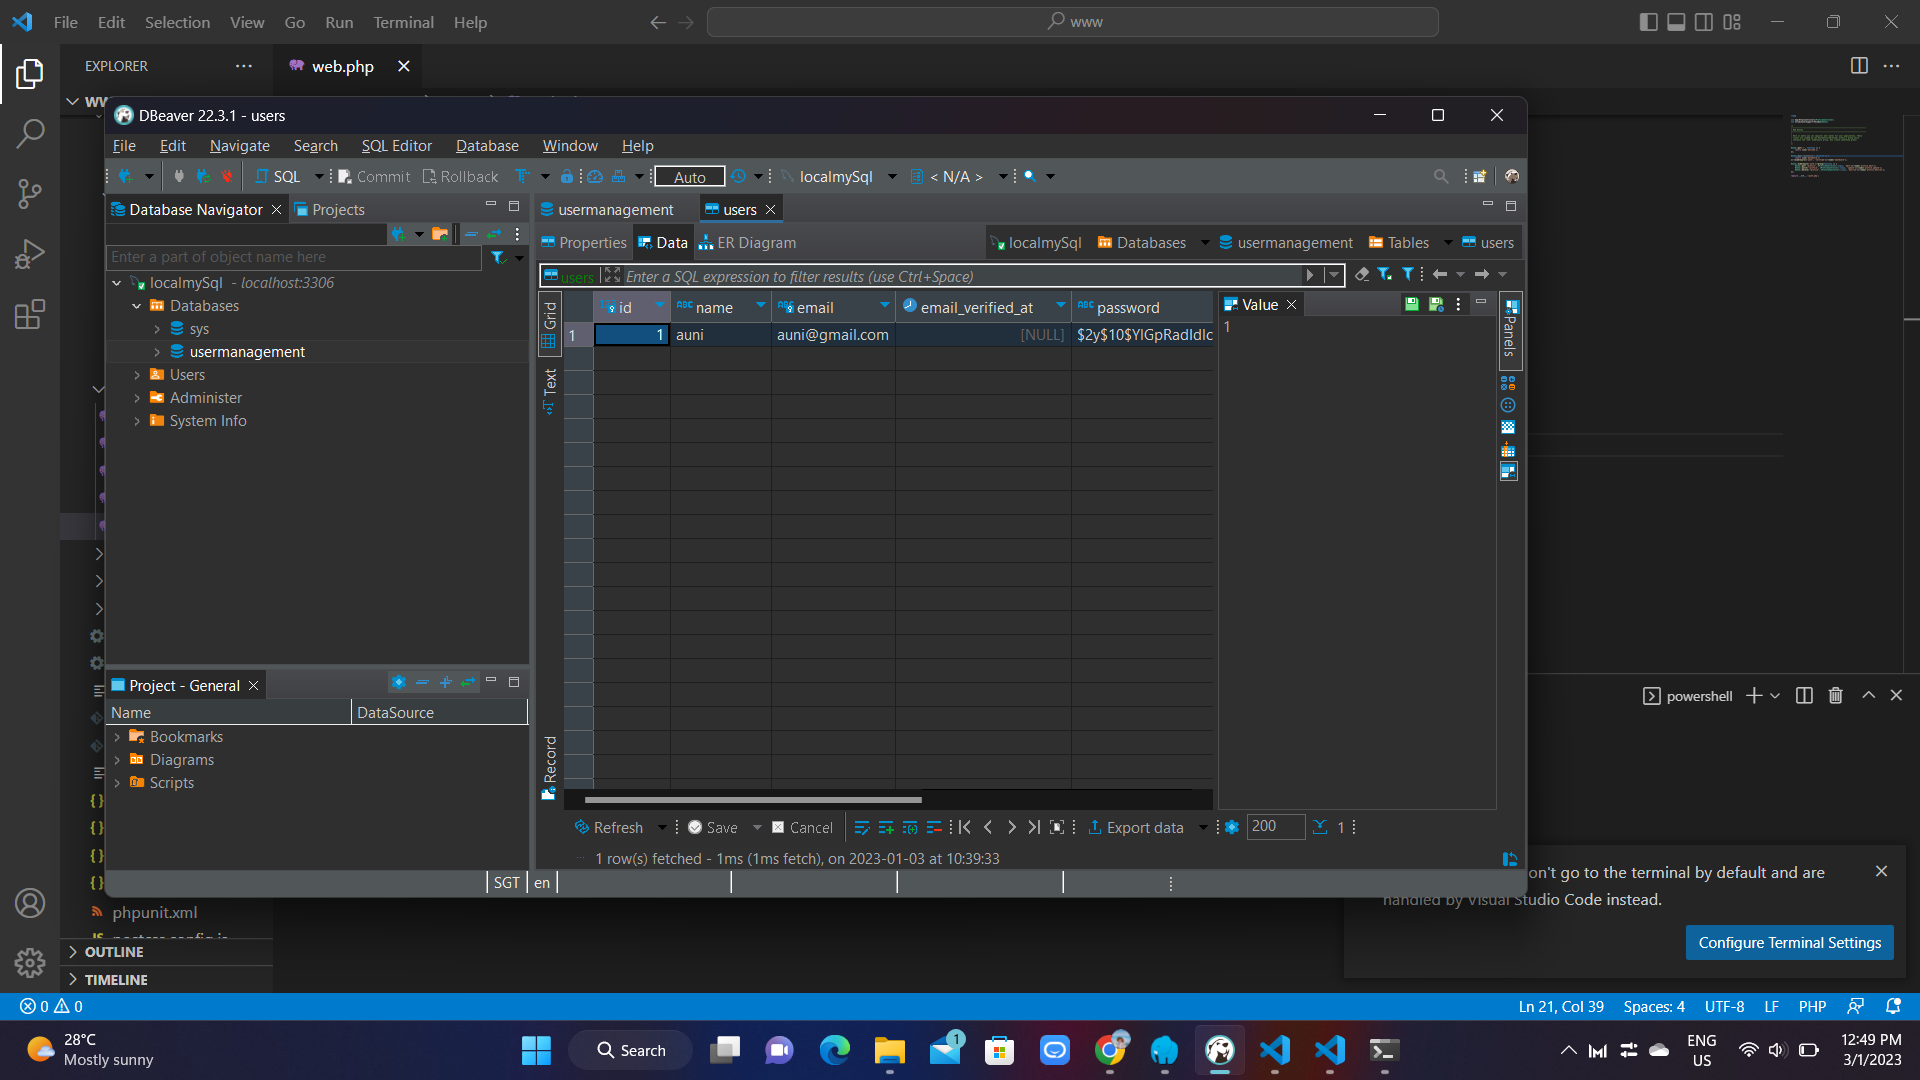 File Edit Selection View Go Run Terminal Help
www
EXPLORER
web.php
DBeaver 22.3.1 - users
File Edit Navigate Search SQL Editor Database Window Help
SQL Commit Rollback Auto localmySql < N/A >
Database Navigator Projects
usermanagement users
Properties Data ER Diagram localmySql Databases usermanagement Tables users
Enter a part of object name here
users Enter a SQL expression to filter results (use Ctrl+Space)
localmySql - localhost:3306
Databases
sys
usermanagement
Users
Administer
System Info
Grid
Text
Record
id name email email_verified_at password
1 1 auni auni@gmail.com [NULL] $2y$10$YlGpRadIdlc
Value
1
Panels
Project - General
Name DataSource
Bookmarks
Diagrams
Scripts
Refresh Save Cancel Export data 200 1
1 row(s) fetched - 1ms (1ms fetch), on 2023-01-03 at 10:39:33
SGT en
powershell
on't go to the terminal by default and are
handled by Visual Studio Code instead.
Configure Terminal Settings
phpunit.xml
OUTLINE
TIMELINE
0 0
Ln 21, Col 39 Spaces: 4 UTF-8 LF PHP
28°C
Mostly sunny
Search
1
ENG
US
12:49 PM
3/1/2023